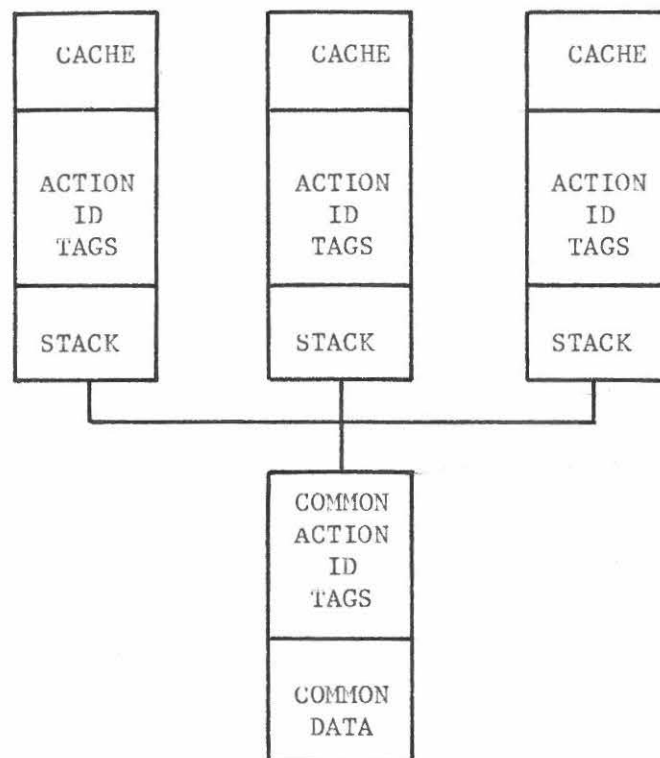 CACHE
ACTION
ID
TAGS
STACK
CACHE
ACTION
ID
TAGS
STACK
CACHE
ACTION
ID
TAGS
STACK
COMMON
ACTION
ID
TAGS
COMMON
DATA